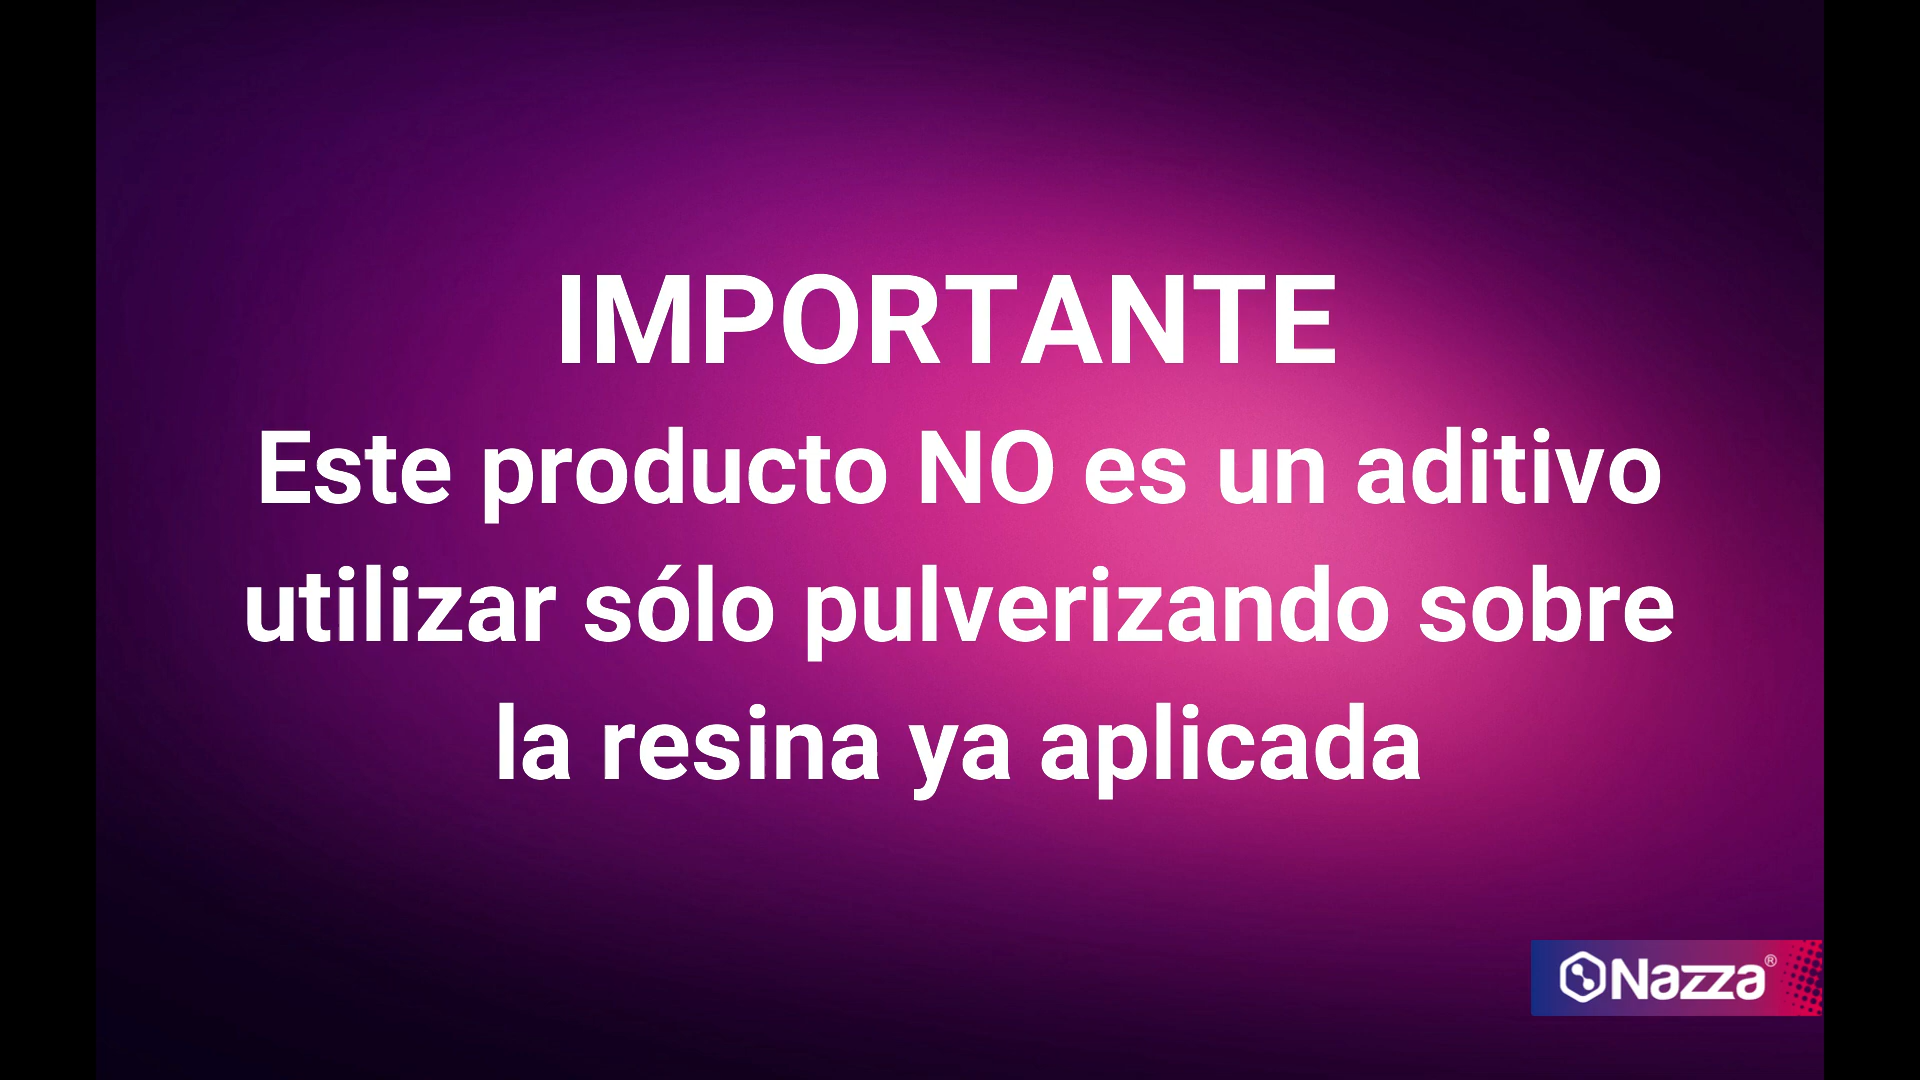 IMPORTANTE
Este producto NO es un aditivo
utilizar sólo pulverizando sobre
la resina ya aplicada
Nazza®